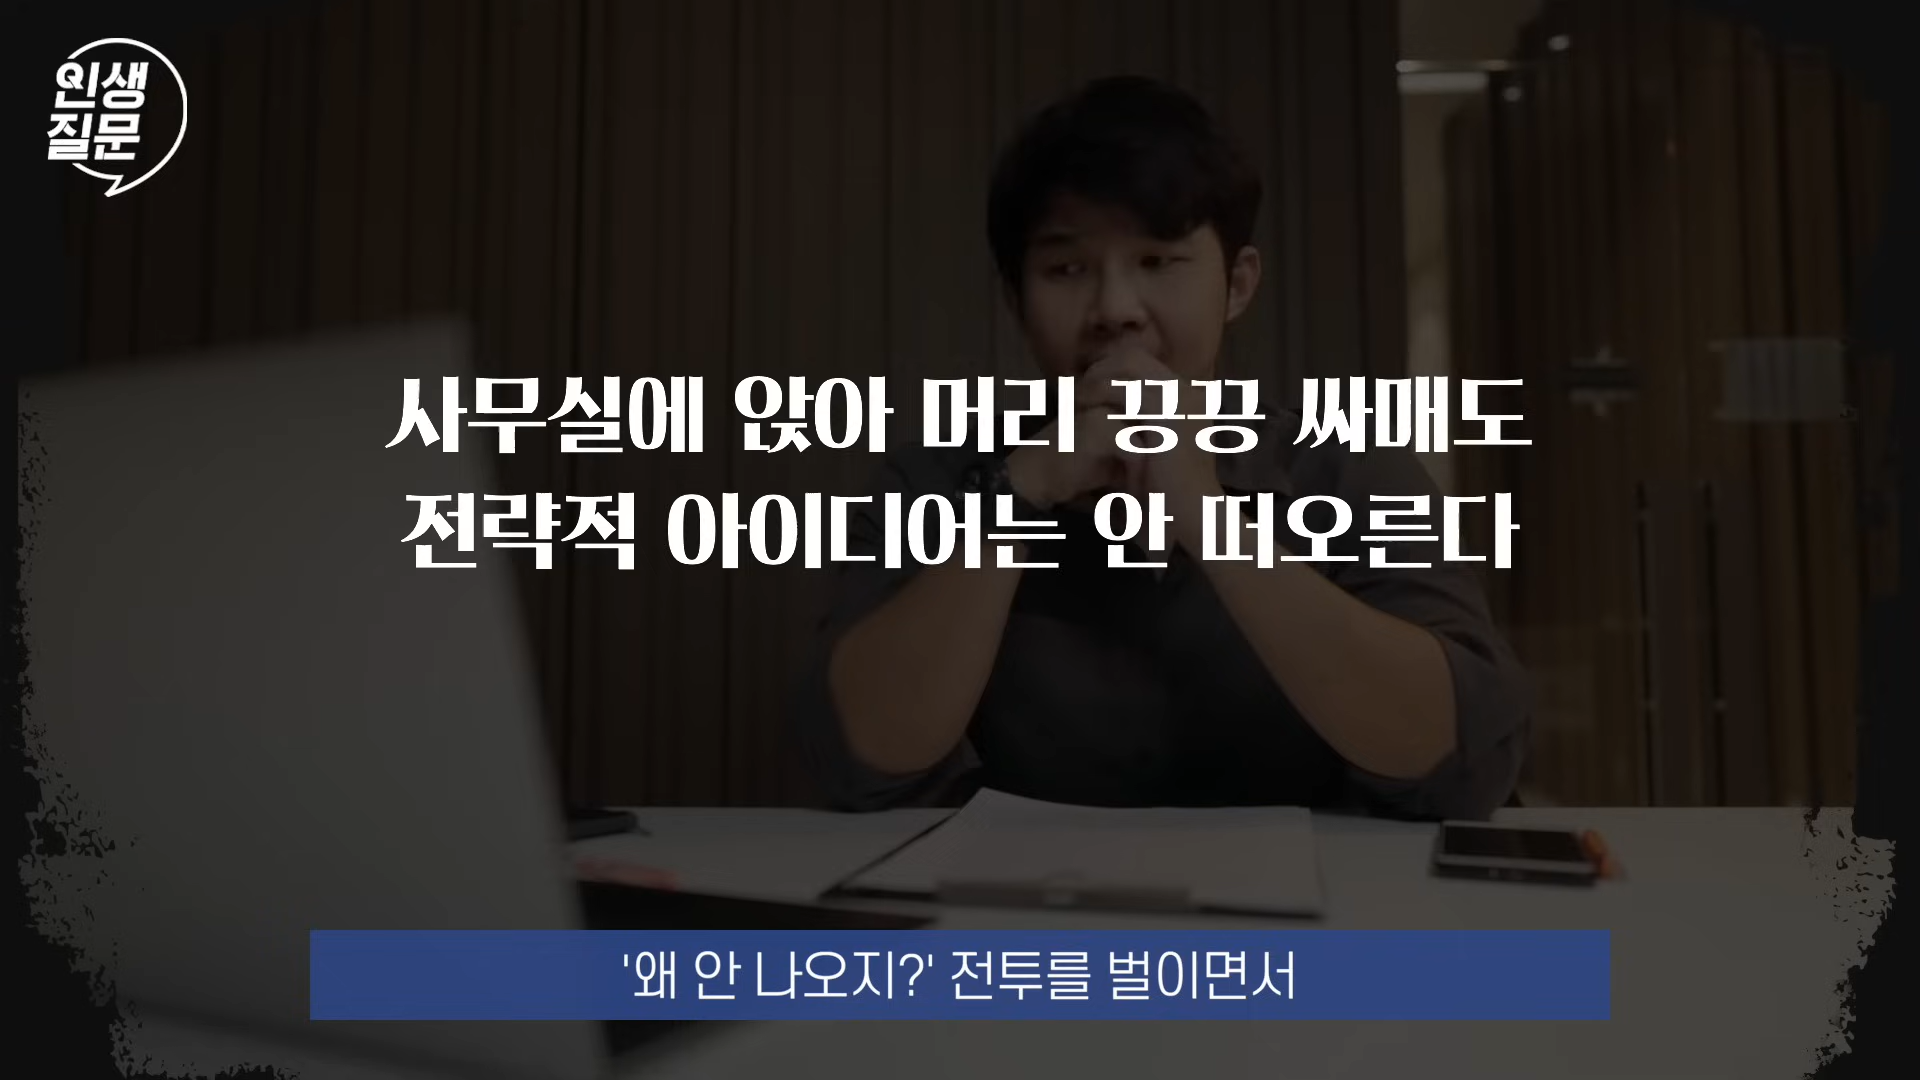 인생
질문
사무실에 앉아 머리 끙끙 싸매도
전략적 아이디어는 안 떠오른다
'왜 안 나오지?' 전투를 벌이면서